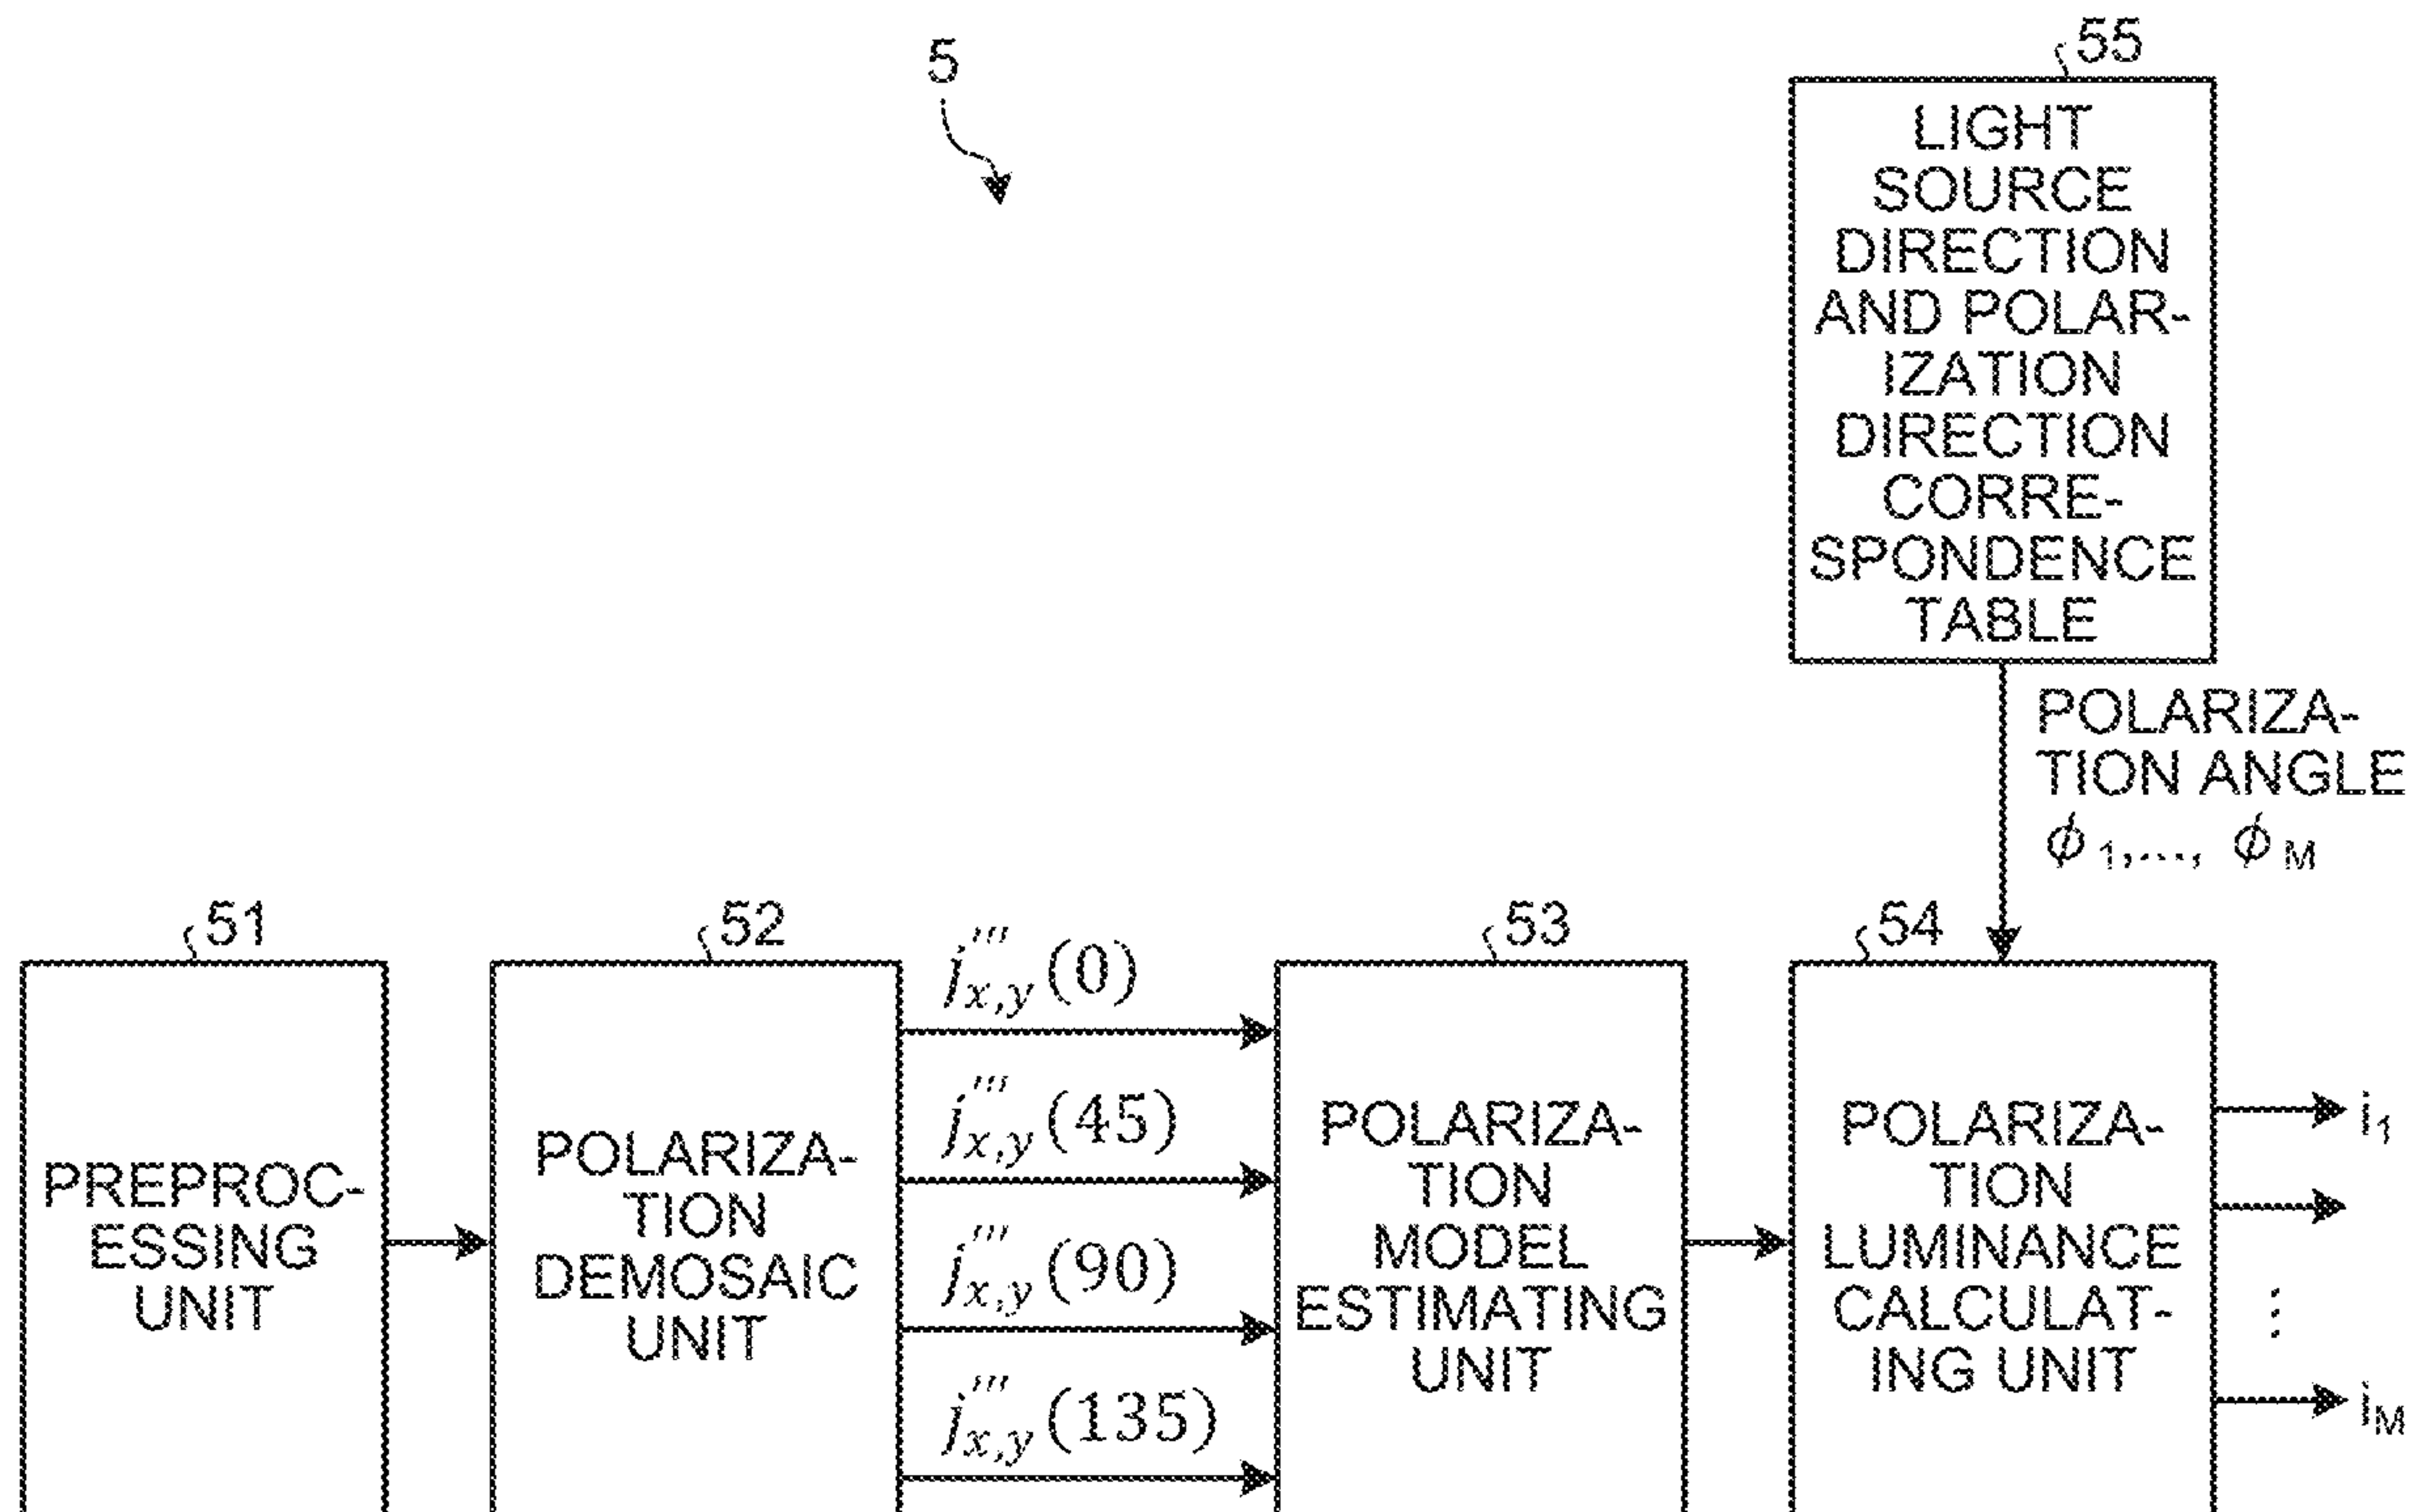 5
55
LIGHT
SOURCE
DIRECTION
AND POLAR-
IZATION
DIRECTION
CORRE-
SPONDENCE
TABLE
POLARIZA-
TION ANGLE
ϕ 1,..., ϕ M
51
PREPROC-
ESSING
UNIT
52
POLARIZA-
TION
DEMOSAIC
UNIT
j'''x,y(0)
j'''x,y(45)
j'''x,y(90)
j'''x,y(135)
53
POLARIZA-
TION
MODEL
ESTIMATING
UNIT
54
POLARIZA-
TION
LUMINANCE
CALCULAT-
ING UNIT
i1
⋮
iM